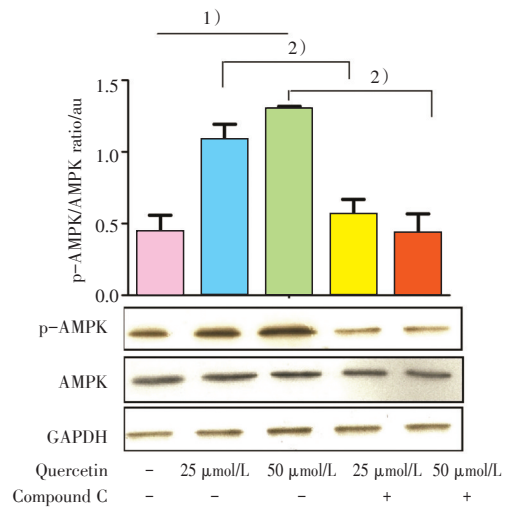 1)
2)
2)
p-AMPK/AMPK ratio/au
1.5
1.0
0.5
0.0
p-AMPK
AMPK
GAPDH
Quercetin – 25 μmol/L 50 μmol/L 25 μmol/L 50 μmol/L
Compound C – – – + +